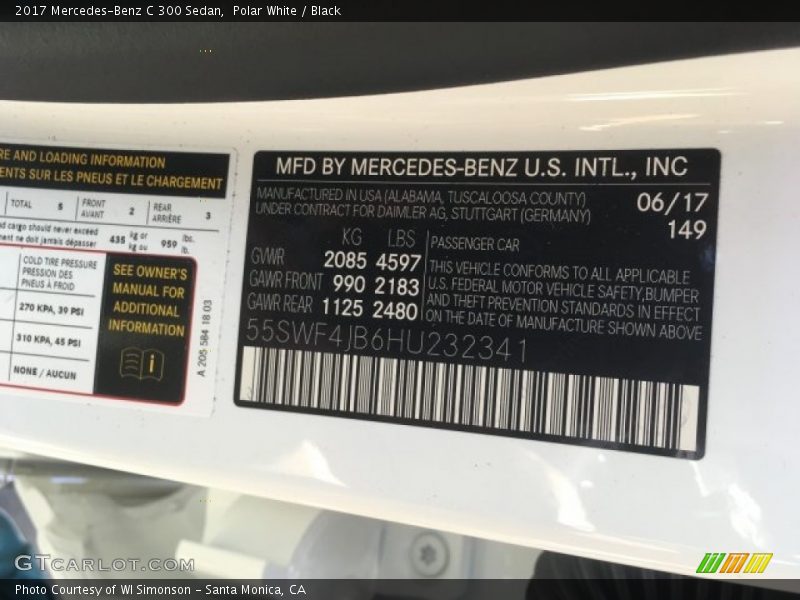 2017 Mercedes-Benz C 300 Sedan, Polar White / Black
RE AND LOADING INFORMATION
ENTS SUR LES PNEUS ET LE CHARGEMENT
TOTAL 5 FRONT AVANT 2 REAR ARRIÈRE 3
cargo should never exceed 435 kg or 959 lbs.
ne doit jamais dépasser kg ou lb.
COLD TIRE PRESSURE
PRESSION DES
PNEUS À FROID
270 KPA, 39 PSI
310 KPA, 45 PSI
NONE / AUCUN
SEE OWNER'S
MANUAL FOR
ADDITIONAL
INFORMATION
A 205 584 18 03
MFD BY MERCEDES-BENZ U.S. INTL., INC
MANUFACTURED IN USA (ALABAMA, TUSCALOOSA COUNTY)
UNDER CONTRACT FOR DAIMLER AG, STUTTGART (GERMANY)
06/17
149
KG LBS
GVWR 2085 4597
GAWR FRONT 990 2183
GAWR REAR 1125 2480
PASSENGER CAR
THIS VEHICLE CONFORMS TO ALL APPLICABLE
U.S. FEDERAL MOTOR VEHICLE SAFETY,BUMPER
AND THEFT PREVENTION STANDARDS IN EFFECT
ON THE DATE OF MANUFACTURE SHOWN ABOVE
55SWF4JB6HU232341
GTCARLOT.COM
Photo Courtesy of WI Simonson - Santa Monica, CA